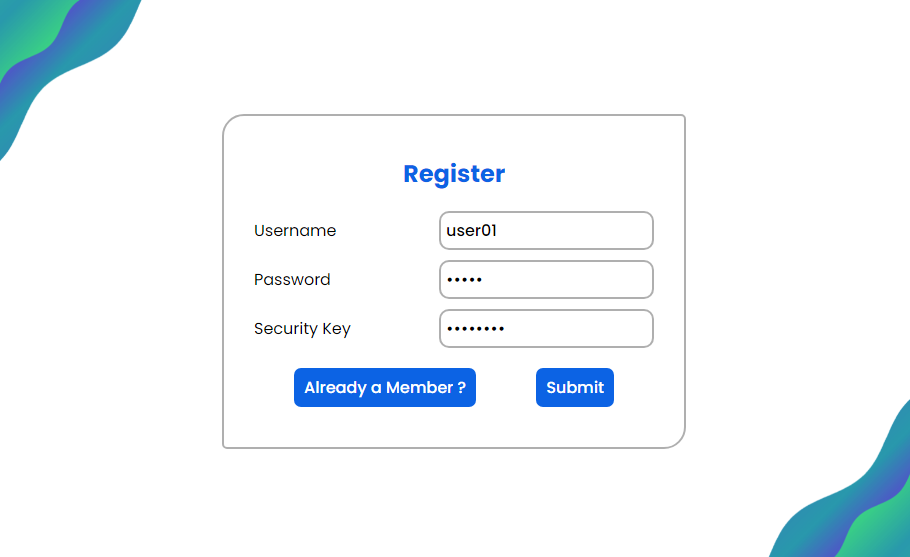 Register
Username user01
Password •••••
Security Key ••••••••
Already a Member ? Submit